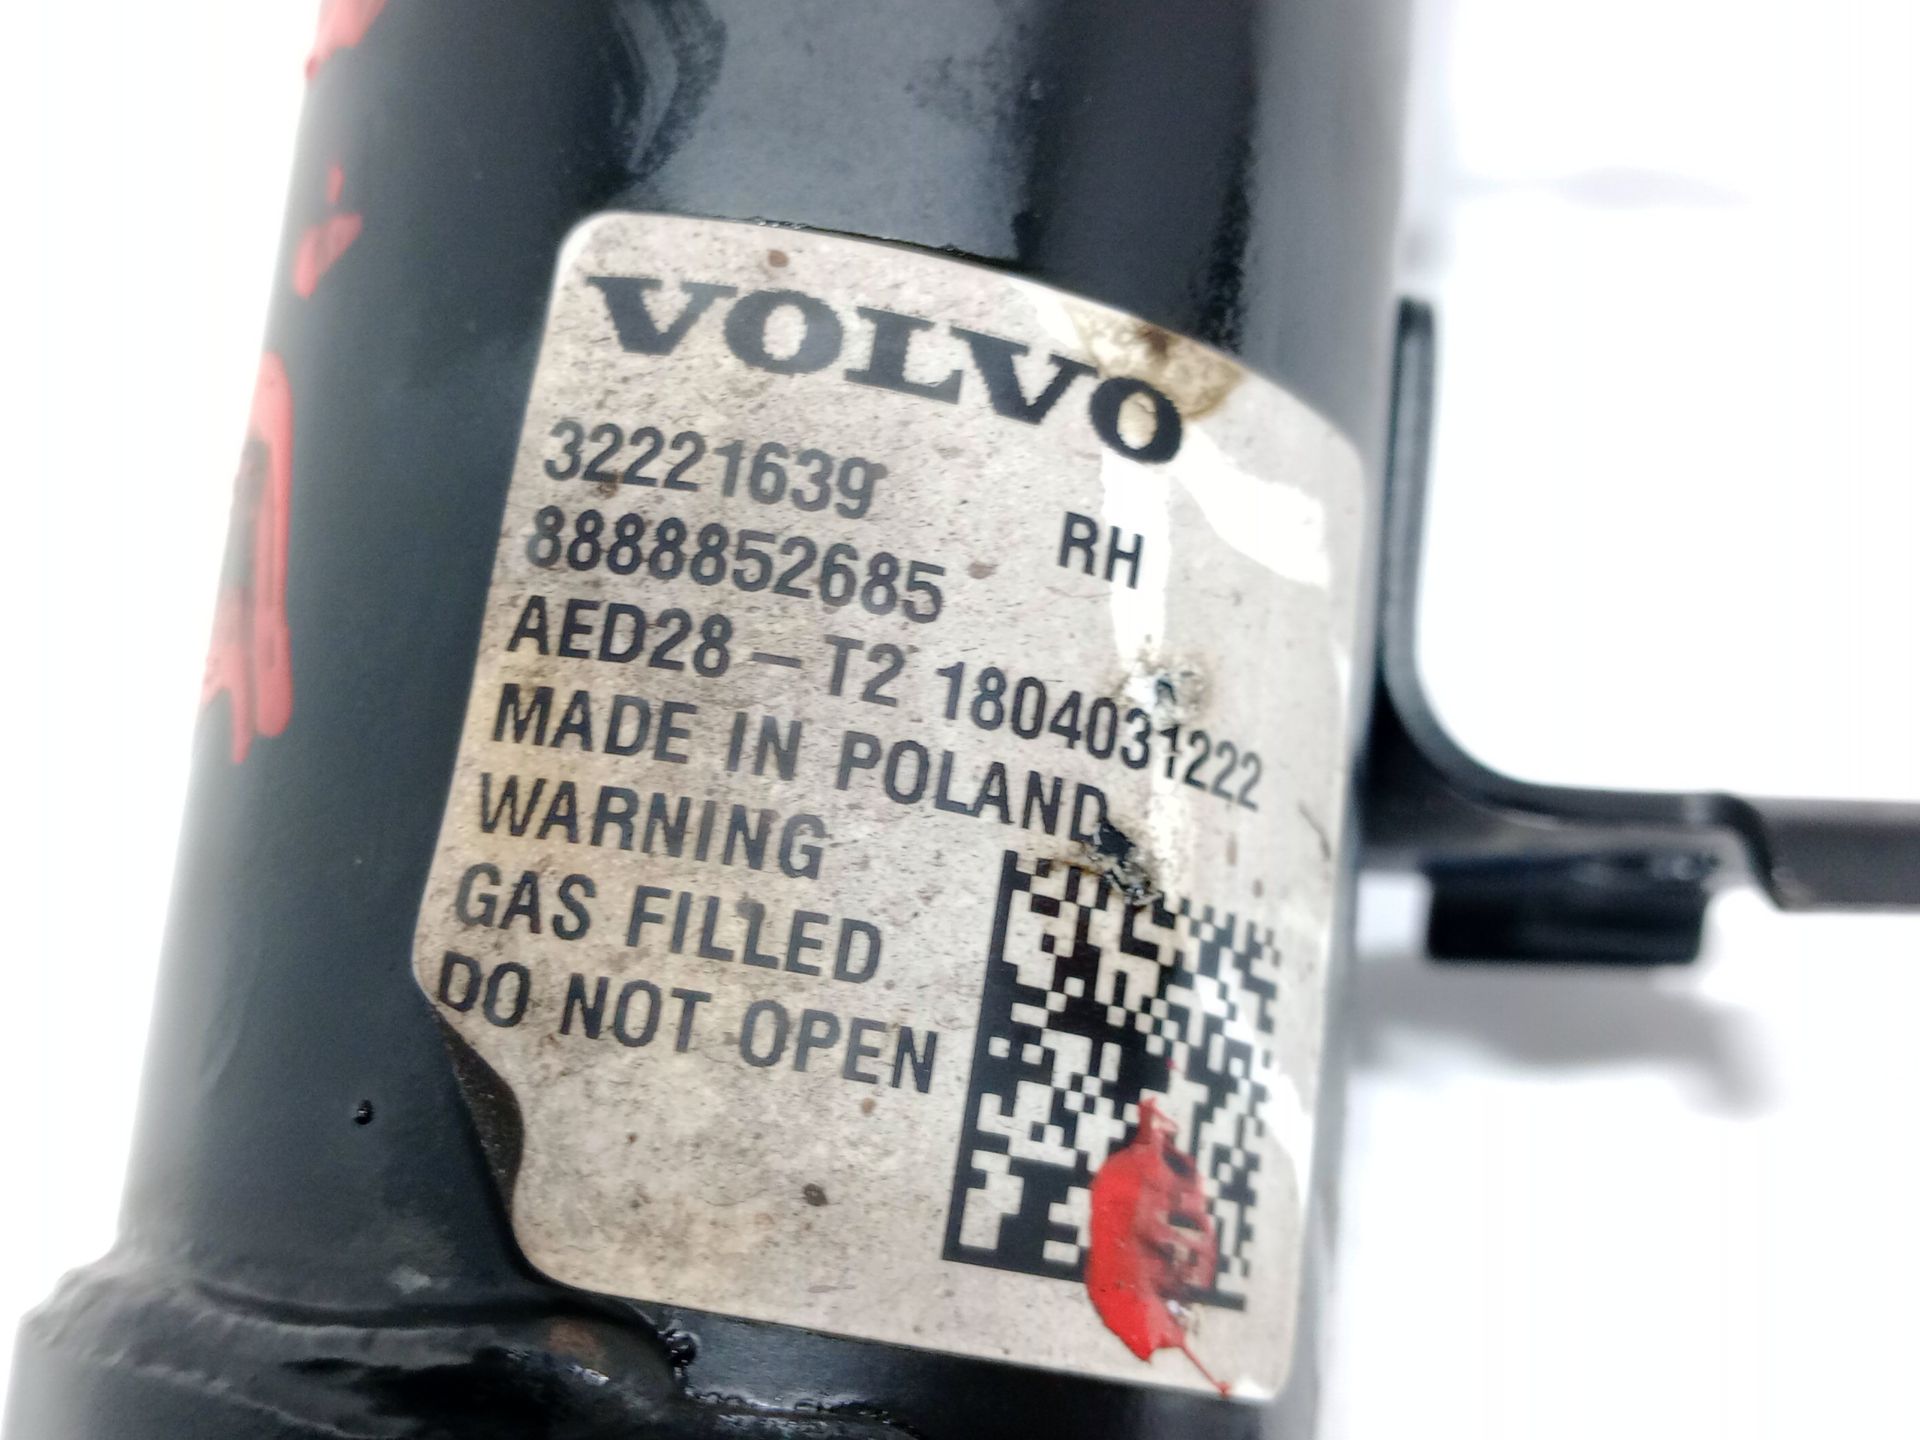 VOLVO
32221639
8888852685 RH
AED28-T2 1804031222
MADE IN POLAND
WARNING
GAS FILLED
DO NOT OPEN